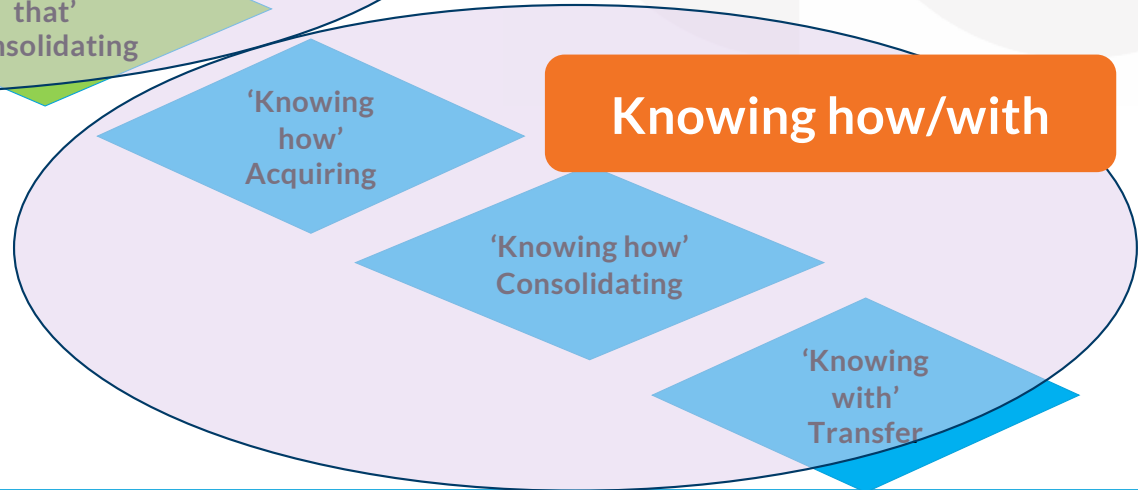 that’
nsolidating
‘Knowing
how’
Acquiring
Knowing how/with
‘Knowing how’
Consolidating
‘Knowing
with’
Transfer